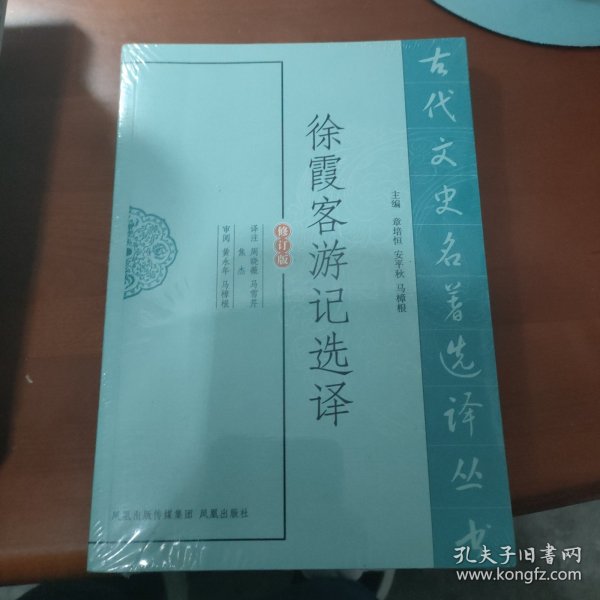 古代文史名著选译丛书
主编 章培恒 安平秋 马樟根
徐霞客游记选译
修订版
译注 周晓薇 马雪芹
焦杰
审阅 黄永年 马樟根
凤凰出版传媒集团 凤凰出版社
孔夫子旧书网
www.kongfz.com